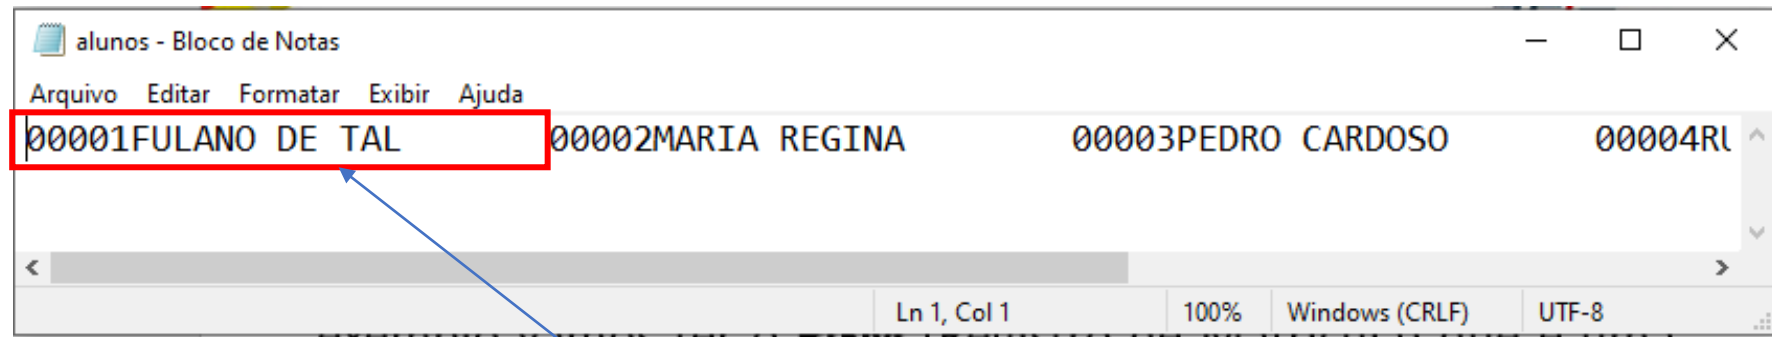 alunos - Bloco de Notas
Arquivo Editar Formatar Exibir Ajuda
00001FULANO DE TAL 00002MARIA REGINA 00003PEDRO CARDOSO 00004RU
Ln 1, Col 1 100% Windows (CRLF) UTF-8